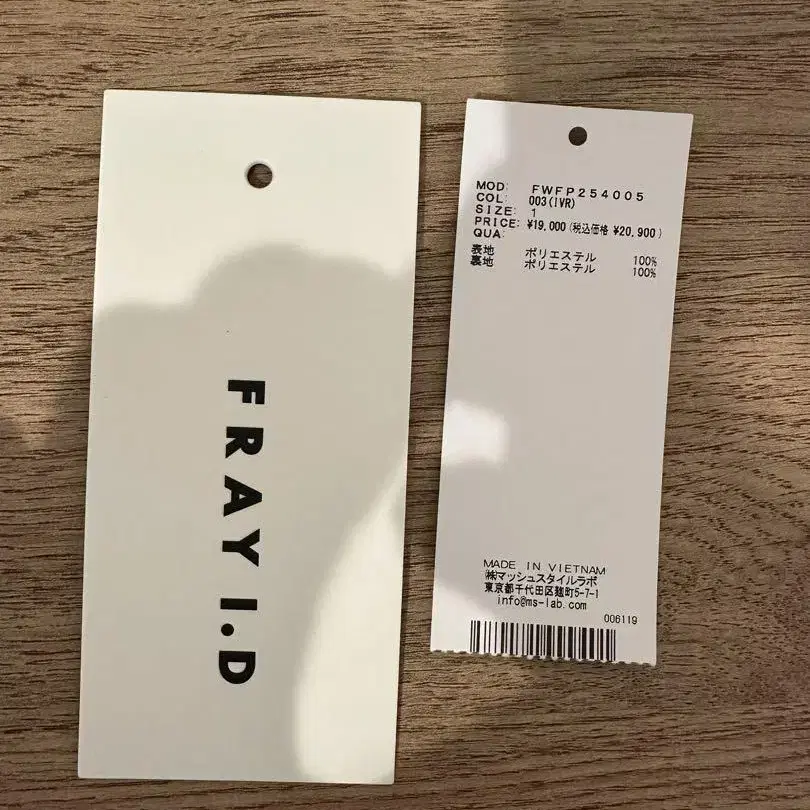 FRAY I.D
MOD: FWFP254005
COL: 003(IVR)
SIZE: 1
PRICE: ¥19,000(税込価格 ¥20,900)
QUA:
表地 ポリエステル 100%
裏地 ポリエステル 100%
MADE IN VIETNAM
㈱マッシュスタイルラボ
東京都千代田区麹町5-7-1
info@ms-lab.com
006119